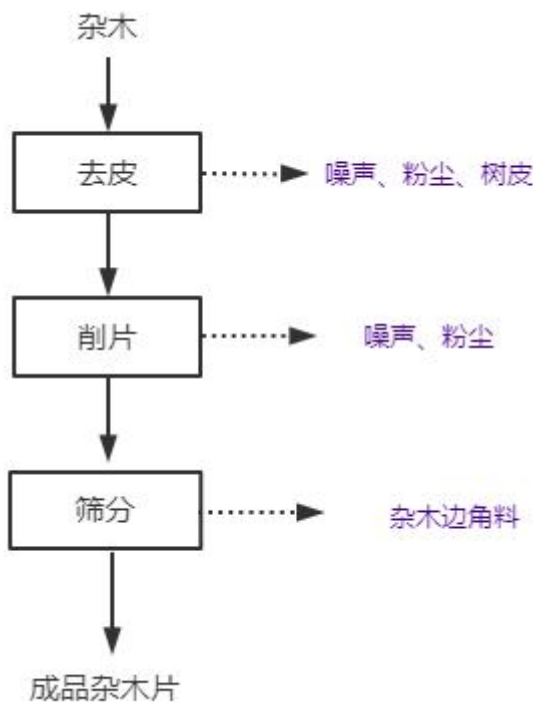 杂木
去皮
噪声、粉尘、树皮
削片
噪声、粉尘
筛分
杂木边角料
成品杂木片